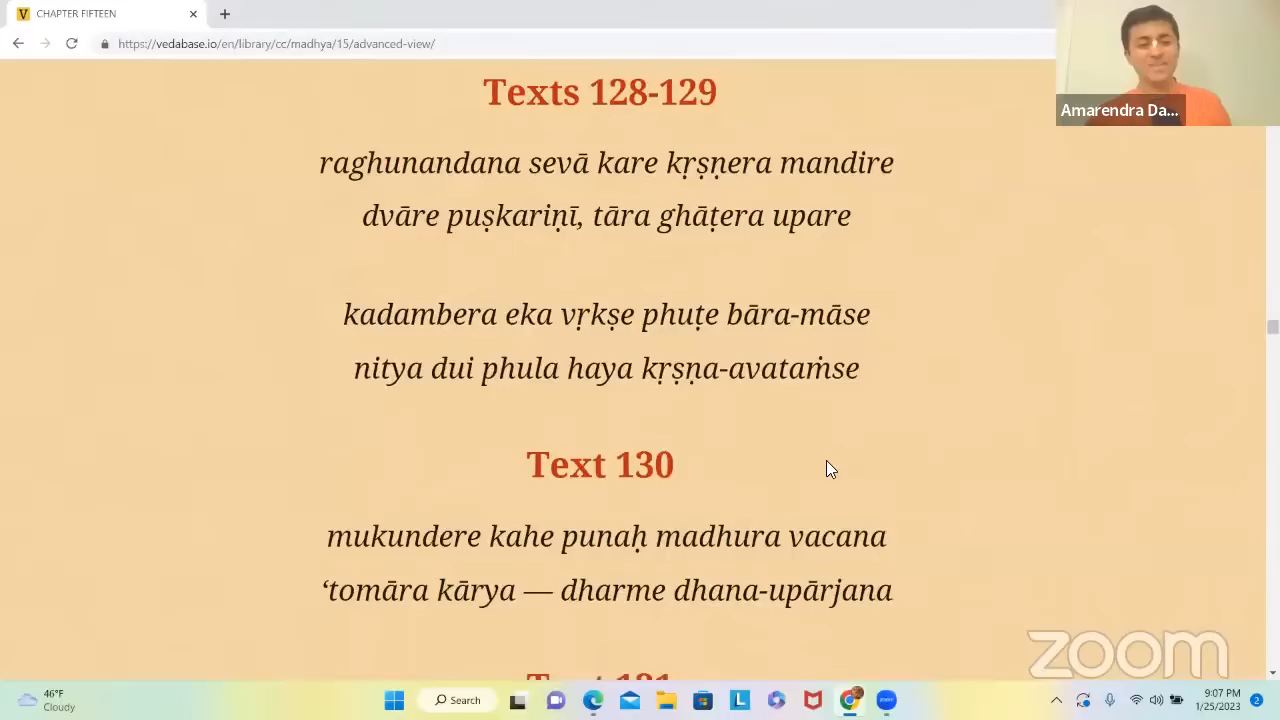 CHAPTER FIFTEEN
https://vedabase.io/en/library/cc/madhya/15/advanced-view/
Amarendra Da...
Texts 128-129
raghunandana sevā kare kṛṣṇera mandire
dvāre puṣkariṇī, tāra ghāṭera upare
kadambera eka vṛkṣe phuṭe bāra-māse
nitya dui phula haya kṛṣṇa-avataṁse
Text 130
mukundere kahe punaḥ madhura vacana
‘tomāra kārya — dharme dhana-upārjana
zoom
46°F
Cloudy
Search
9:07 PM
1/25/2023
2